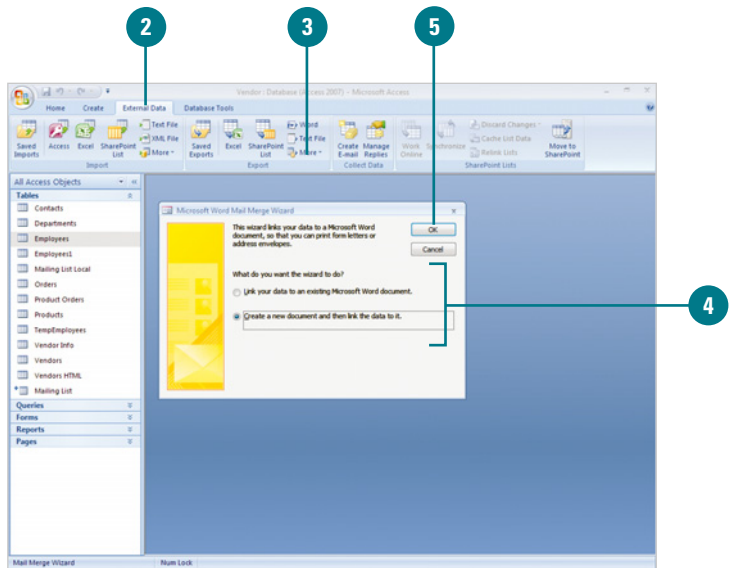 2
3
5
Vendor : Database (Access 2007) - Microsoft Access
Home Create External Data Database Tools
Saved Imports
Access
Excel
SharePoint List
Text File
XML File
More
Import
Saved Exports
Excel
SharePoint List
Word
Text File
More
Export
Create E-mail
Manage Replies
Collect Data
Work Online
Synchronize
Discard Changes
Cache List Data
Relink Lists
Move to SharePoint
SharePoint Lists
All Access Objects
Tables
Contacts
Departments
Employees
Employees1
Mailing List Local
Orders
Product Orders
Products
TempEmployees
Vendor Info
Vendors
Vendors HTML
Mailing List
Queries
Forms
Reports
Pages
Microsoft Word Mail Merge Wizard
This wizard links your data to a Microsoft Word
document, so that you can print form letters or
address envelopes.
OK
Cancel
What do you want the wizard to do?
Link your data to an existing Microsoft Word document.
Create a new document and then link the data to it.
4
Mail Merge Wizard
Num Lock